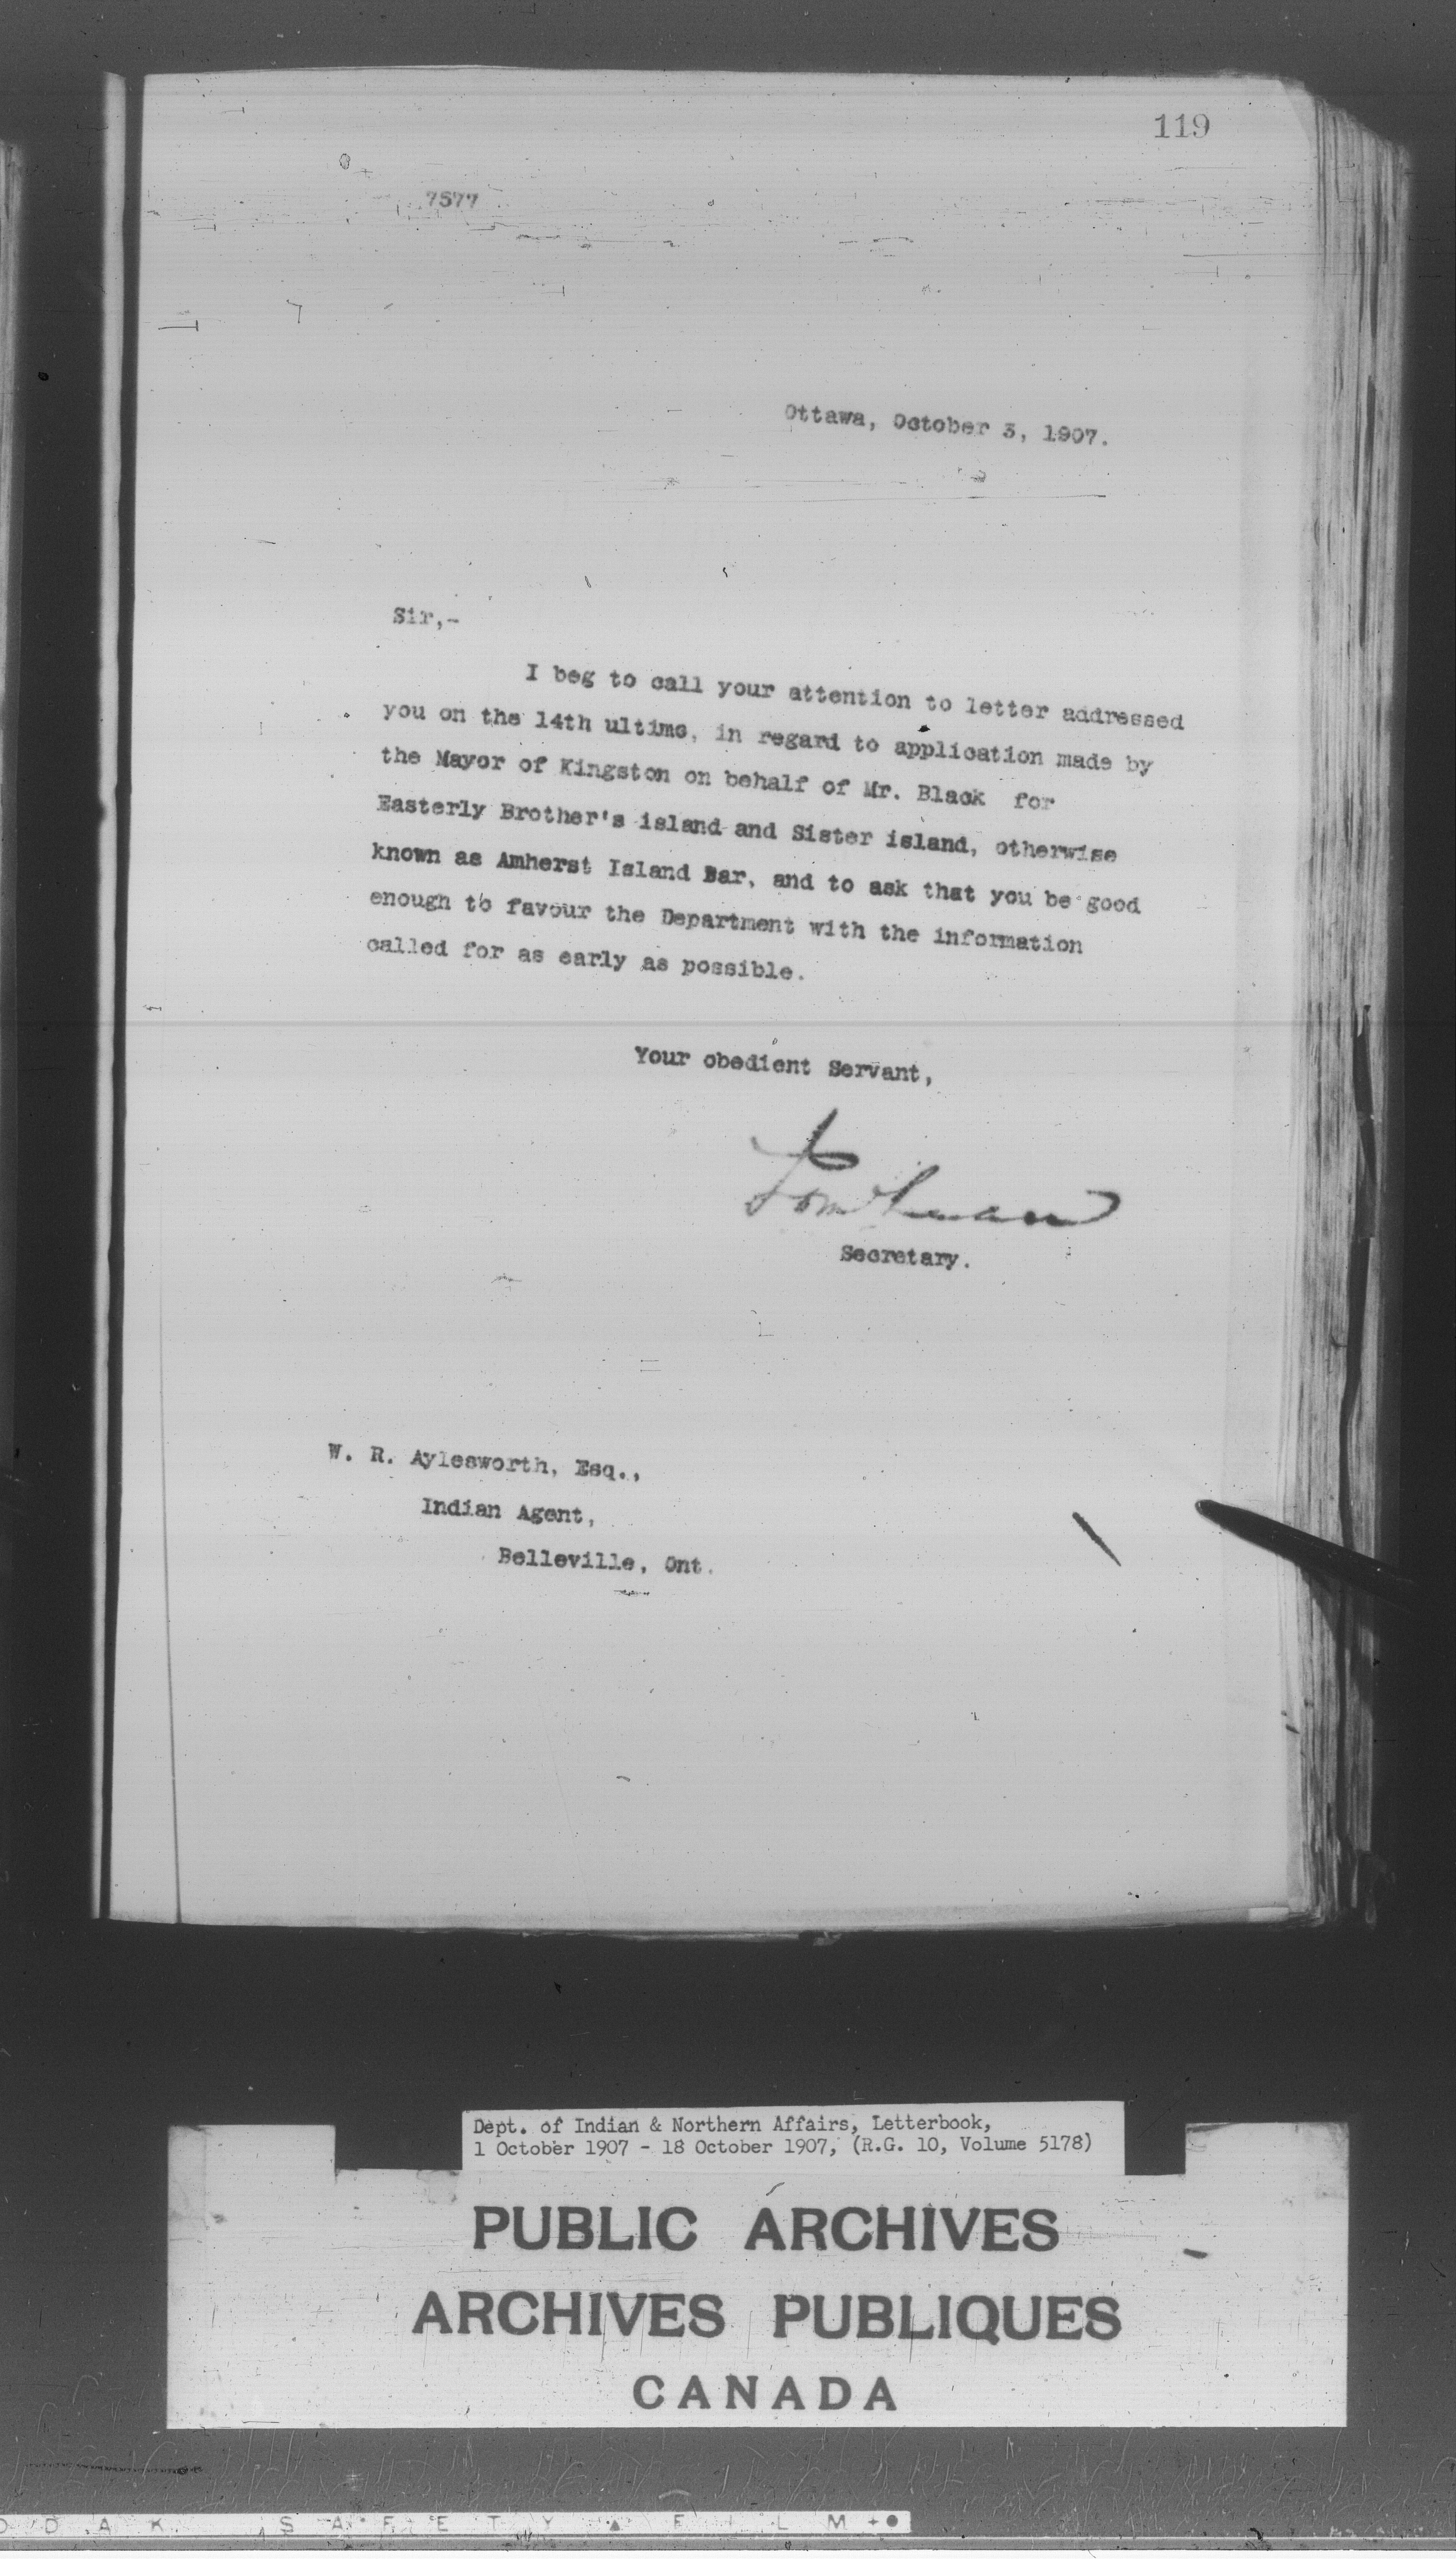 119
7577
Ottawa, October 3, 1907.
Sir,-
I beg to call your attention to letter addressed
you on the 14th ultimo, in regard to application made by
the Mayor of Kingston on behalf of Mr. Black for
Easterly Brother's island and Sister island, otherwise
known as Amherst Island Bar, and to ask that you be good
enough to favour the Department with the information
called for as early as possible.
Your obedient Servant,
Secretary.
W. R. Aylesworth, Esq.,
Indian Agent,
Belleville, Ont.
Dept. of Indian & Northern Affairs, Letterbook,
1 October 1907 - 18 October 1907, (R.G. 10, Volume 5178)
PUBLIC ARCHIVES
ARCHIVES PUBLIQUES
CANADA
D A K S A F E T Y F I L M